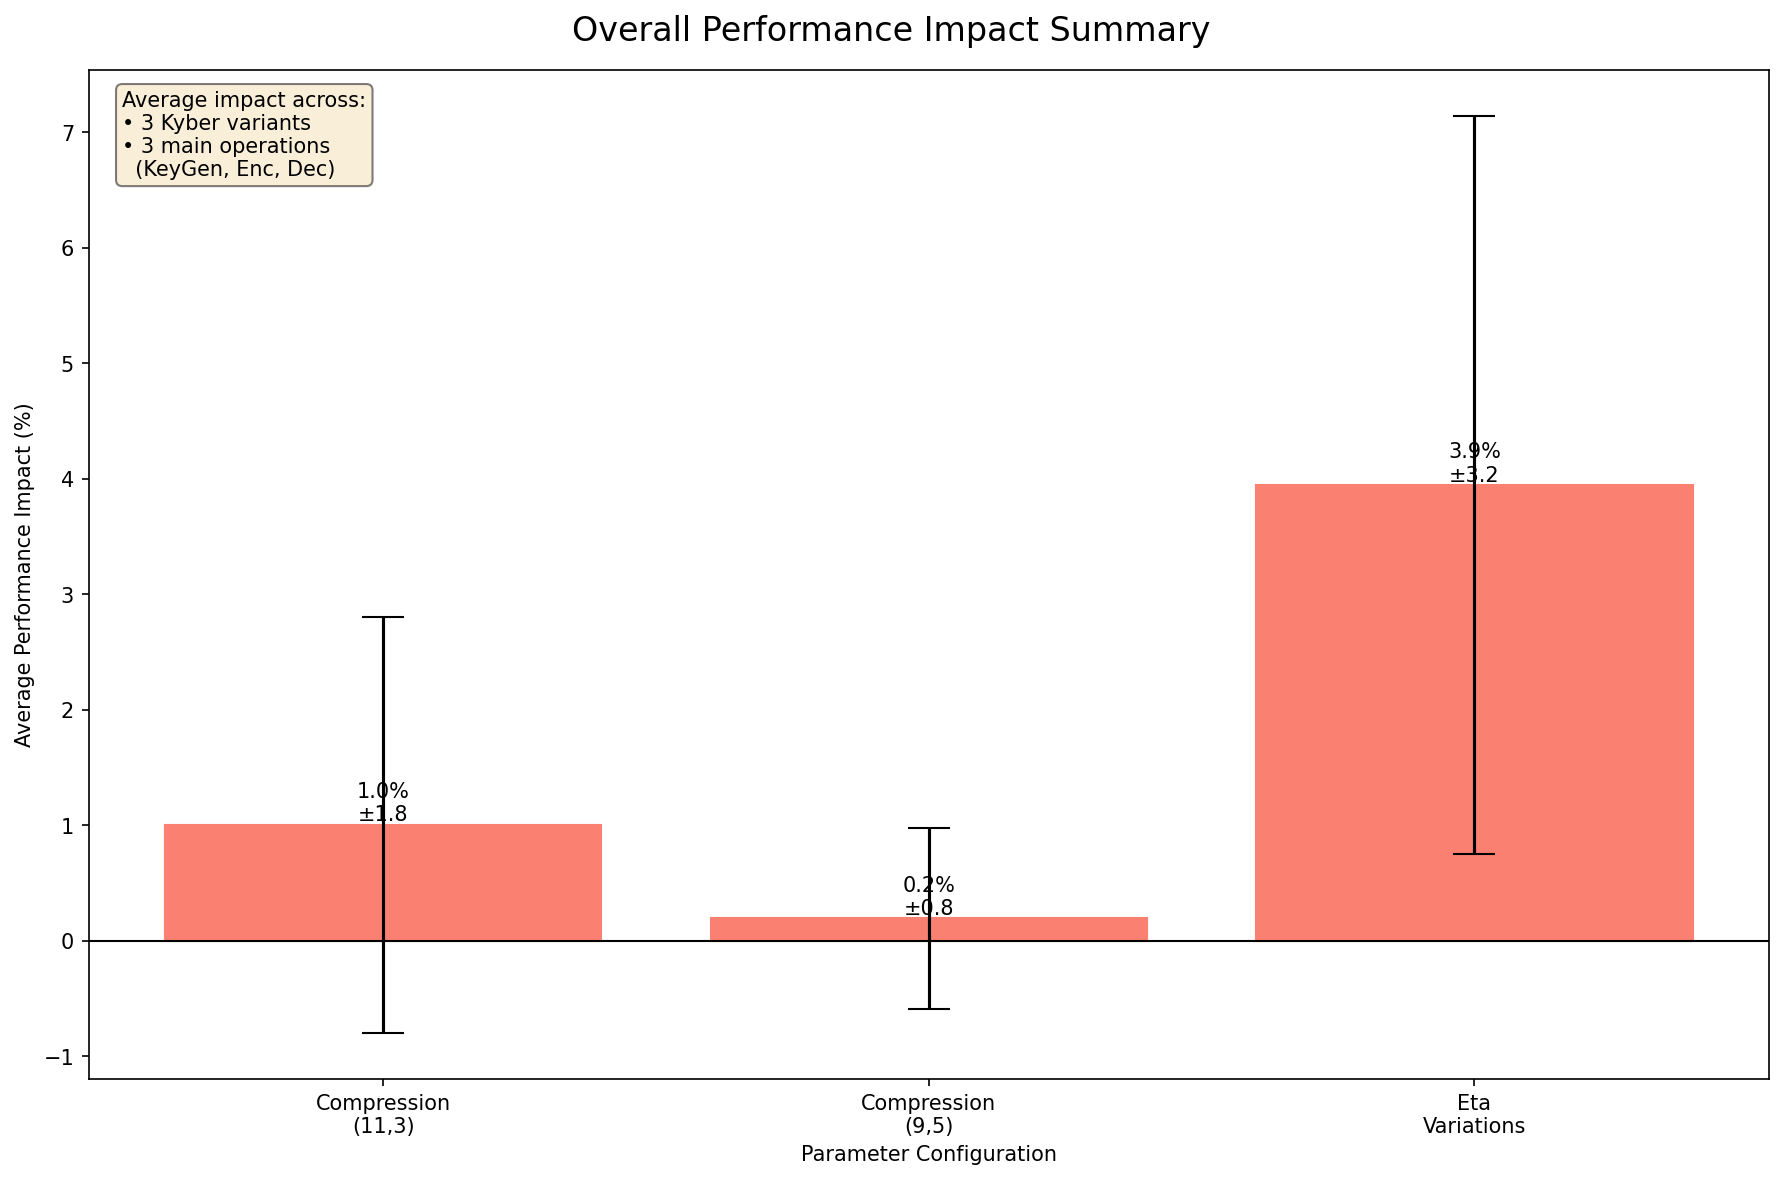 Overall Performance Impact Summary
Average impact across:
• 3 Kyber variants
• 3 main operations
(KeyGen, Enc, Dec)
Average Performance Impact (%)
7
6
5
4
3
2
1
0
−1
1.0%
±1.8
0.2%
±0.8
3.9%
±3.2
Compression
(11,3)
Compression
(9,5)
Eta
Variations
Parameter Configuration